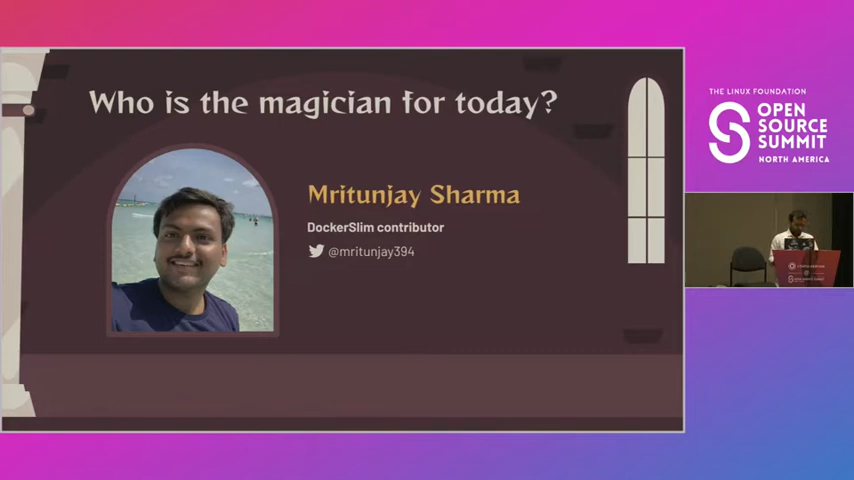 Who is the magician for today?
Mritunjay Sharma
DockerSlim contributor
@mritunjay394
THE LINUX FOUNDATION
OPEN
SOURCE
SUMMIT
NORTH AMERICA